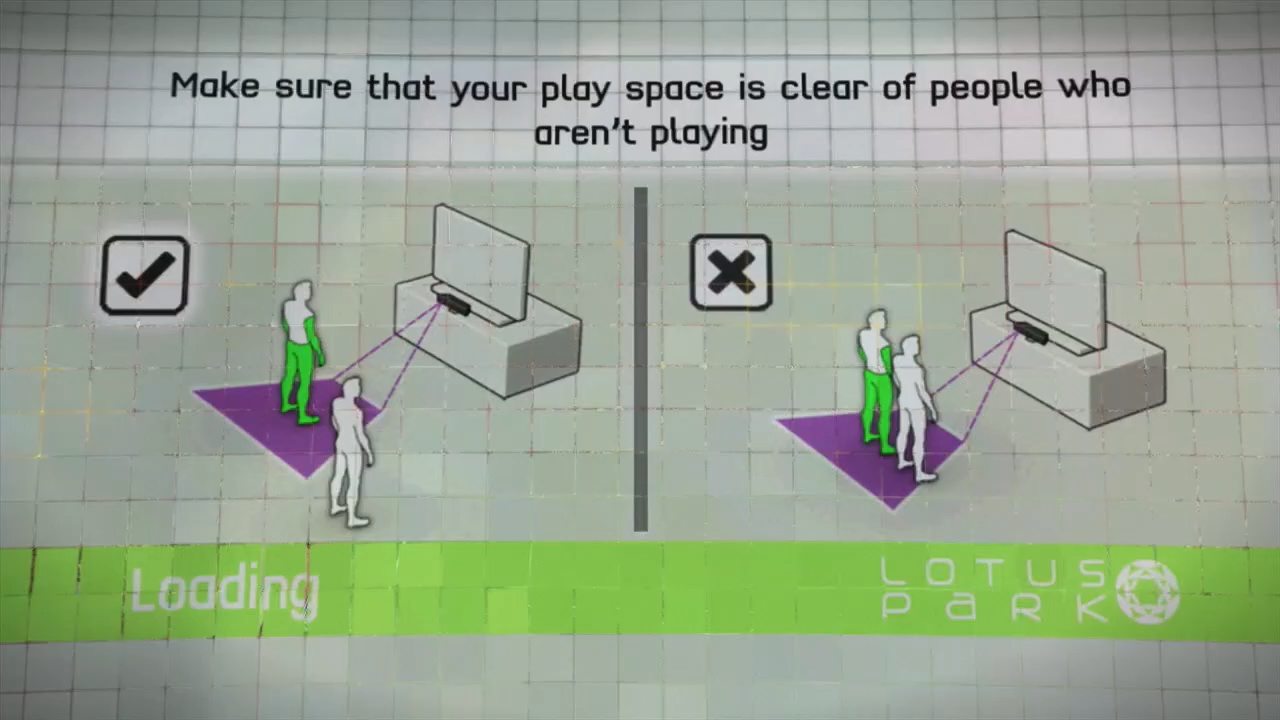 Make sure that your play space is clear of people who
aren't playing
Loading
LOTUS
PaRK